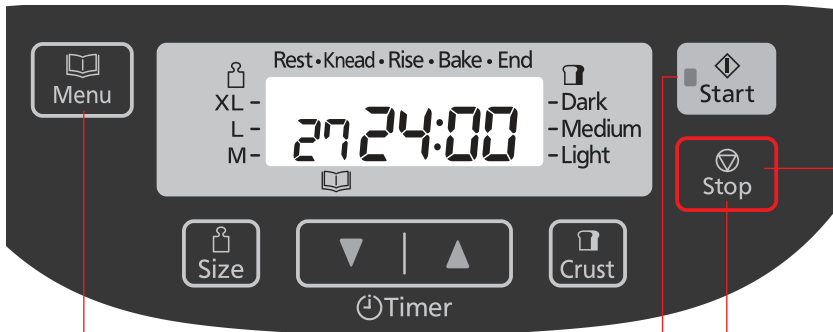 Rest • Knead • Rise • Bake • End
Menu
XL –
L –
M –
27 24:00
– Dark
– Medium
– Light
Start
Stop
Size
Timer
Crust